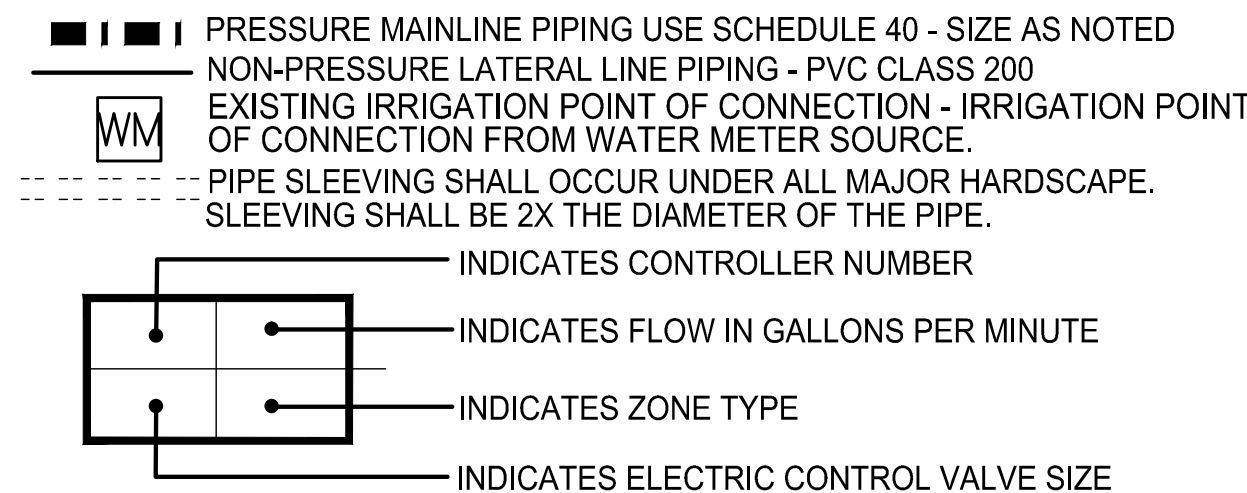 PRESSURE MAINLINE PIPING USE SCHEDULE 40 - SIZE AS NOTED
NON-PRESSURE LATERAL LINE PIPING - PVC CLASS 200
WM
EXISTING IRRIGATION POINT OF CONNECTION - IRRIGATION POINT
OF CONNECTION FROM WATER METER SOURCE.
PIPE SLEEVING SHALL OCCUR UNDER ALL MAJOR HARDSCAPE.
SLEEVING SHALL BE 2X THE DIAMETER OF THE PIPE.
INDICATES CONTROLLER NUMBER
INDICATES FLOW IN GALLONS PER MINUTE
INDICATES ZONE TYPE
INDICATES ELECTRIC CONTROL VALVE SIZE